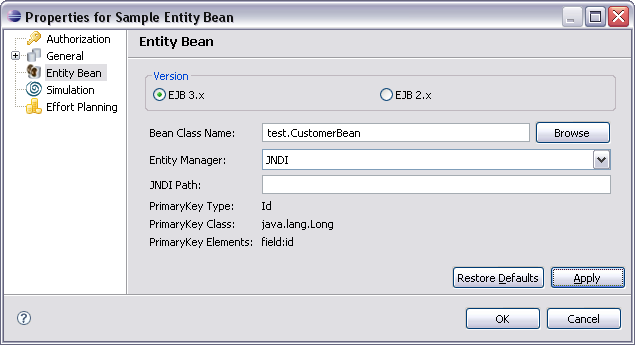 Properties for Sample Entity Bean
Authorization
General
Entity Bean
Simulation
Effort Planning
Entity Bean
Version
EJB 3.x
EJB 2.x
Bean Class Name: test.CustomerBean Browse
Entity Manager: JNDI
JNDI Path:
PrimaryKey Type: Id
PrimaryKey Class: java.lang.Long
PrimaryKey Elements: field:id
Restore Defaults Apply
? OK Cancel